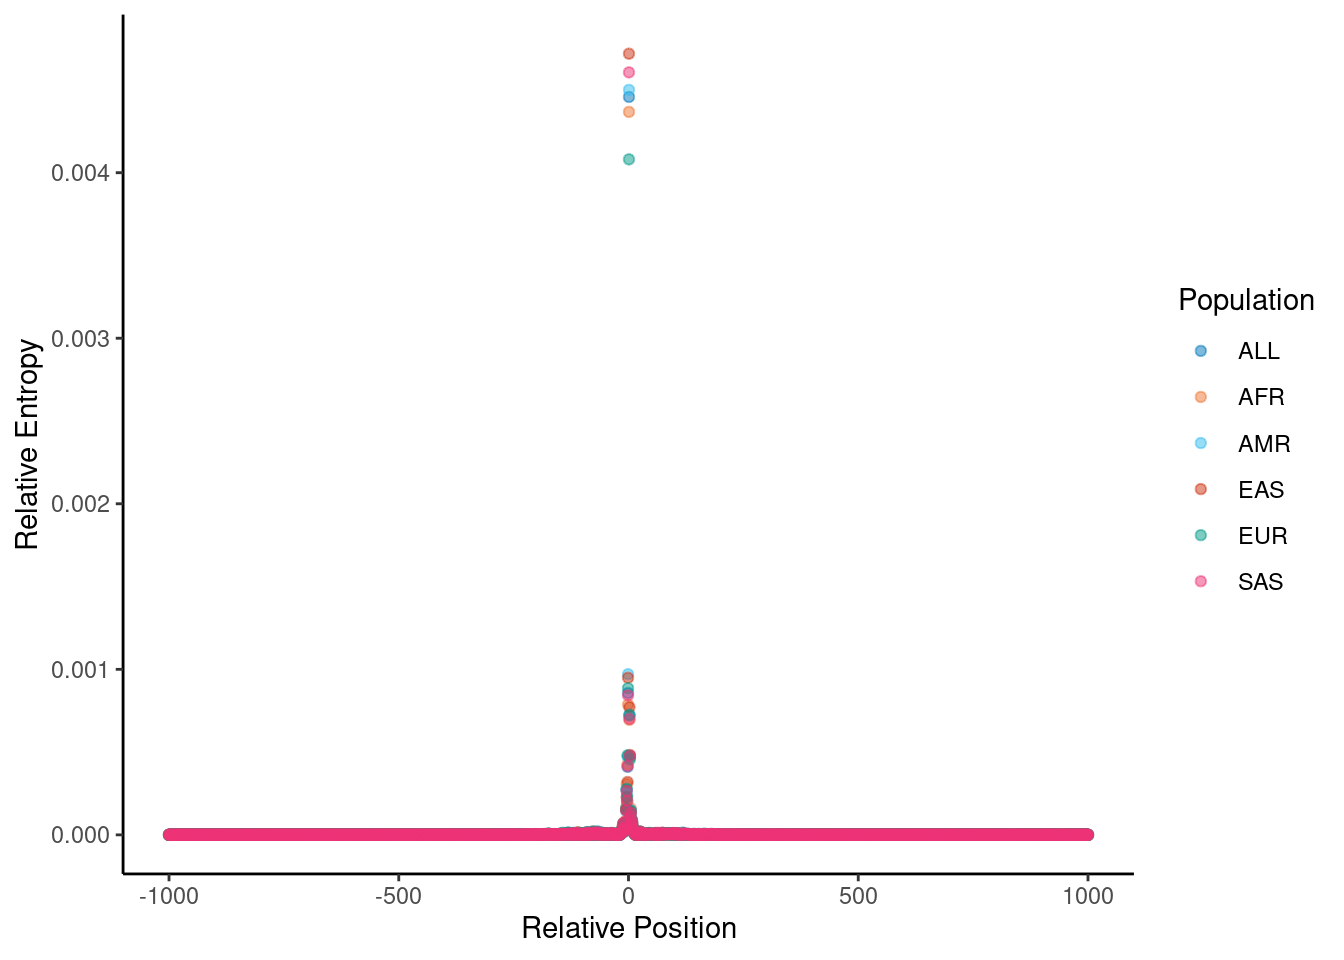 Relative Entropy
0.004
0.003
0.002
0.001
0.000
-1000
-500
0
500
1000
Relative Position
Population
ALL
AFR
AMR
EAS
EUR
SAS